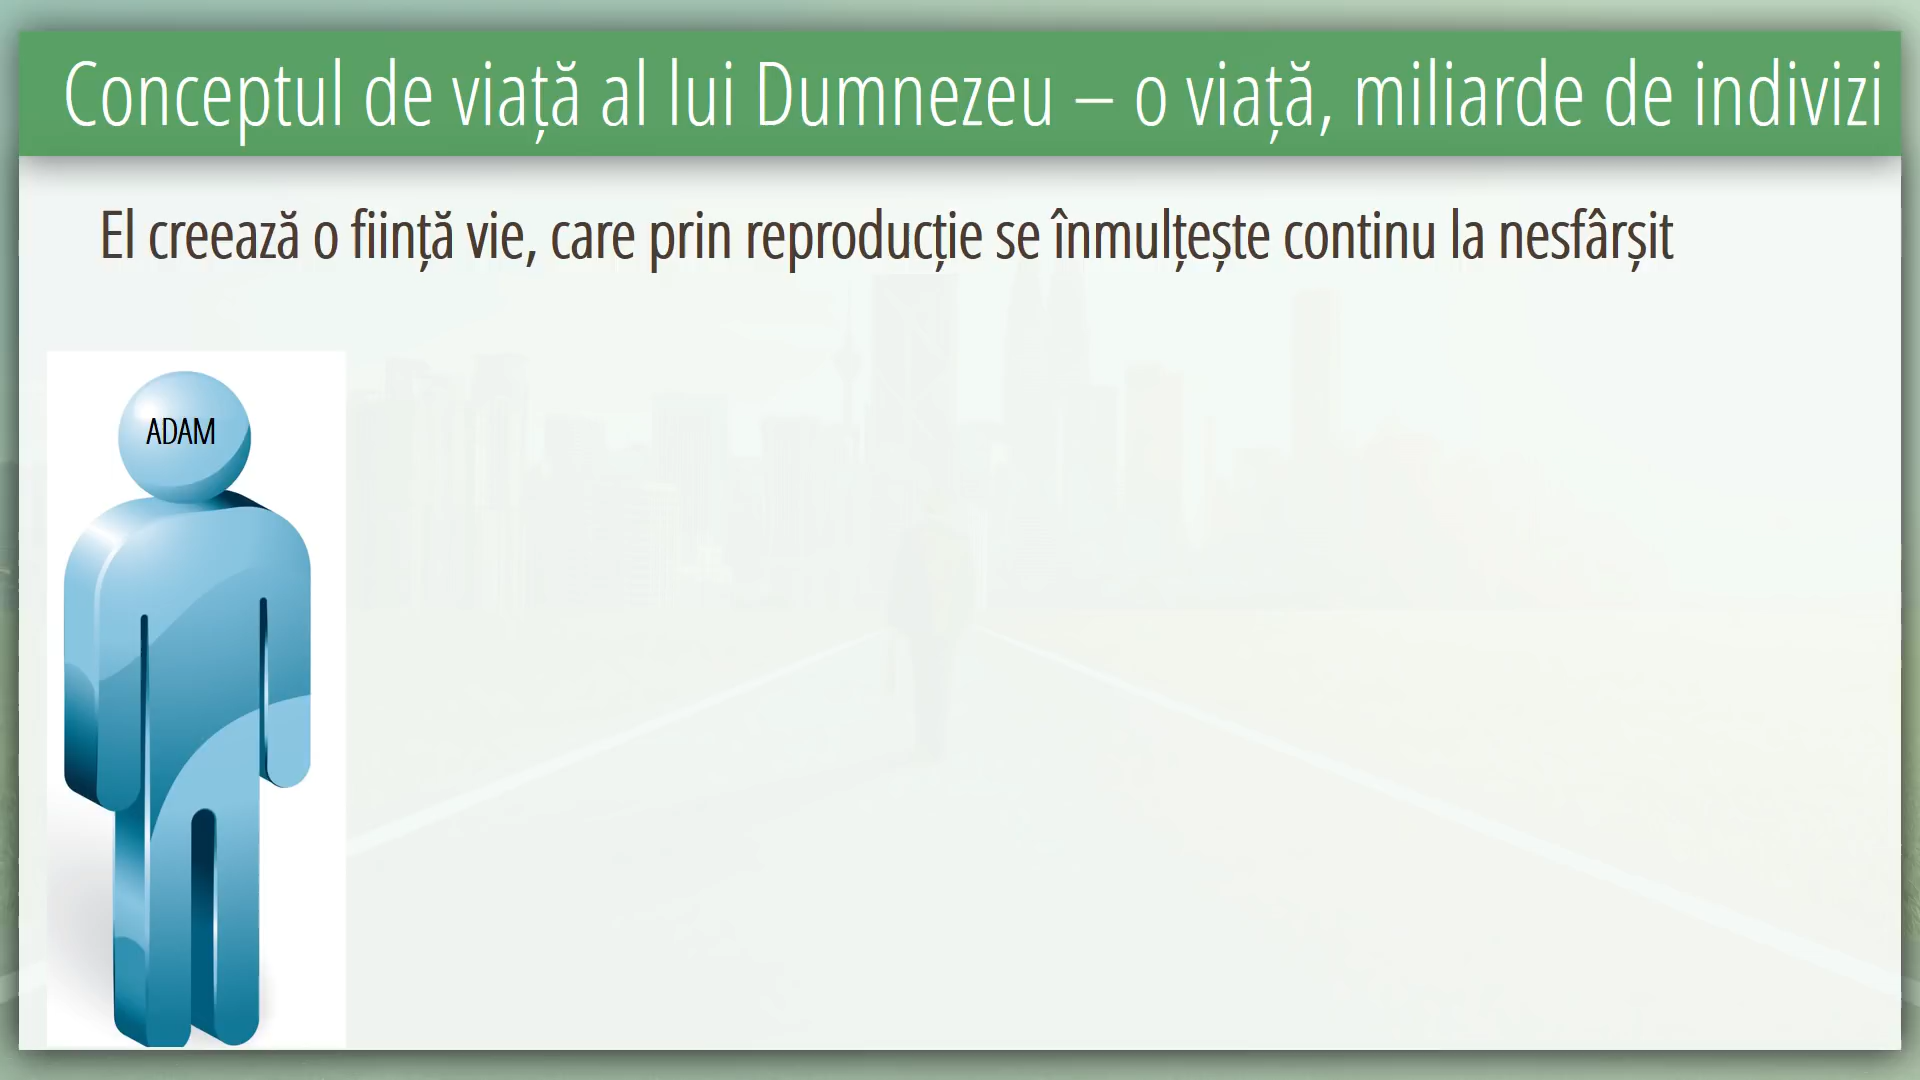 Conceptul de viață al lui Dumnezeu – o viață, miliarde de indivizi
El creează o ființă vie, care prin reproducție se înmulțește continu la nesfârșit
ADAM